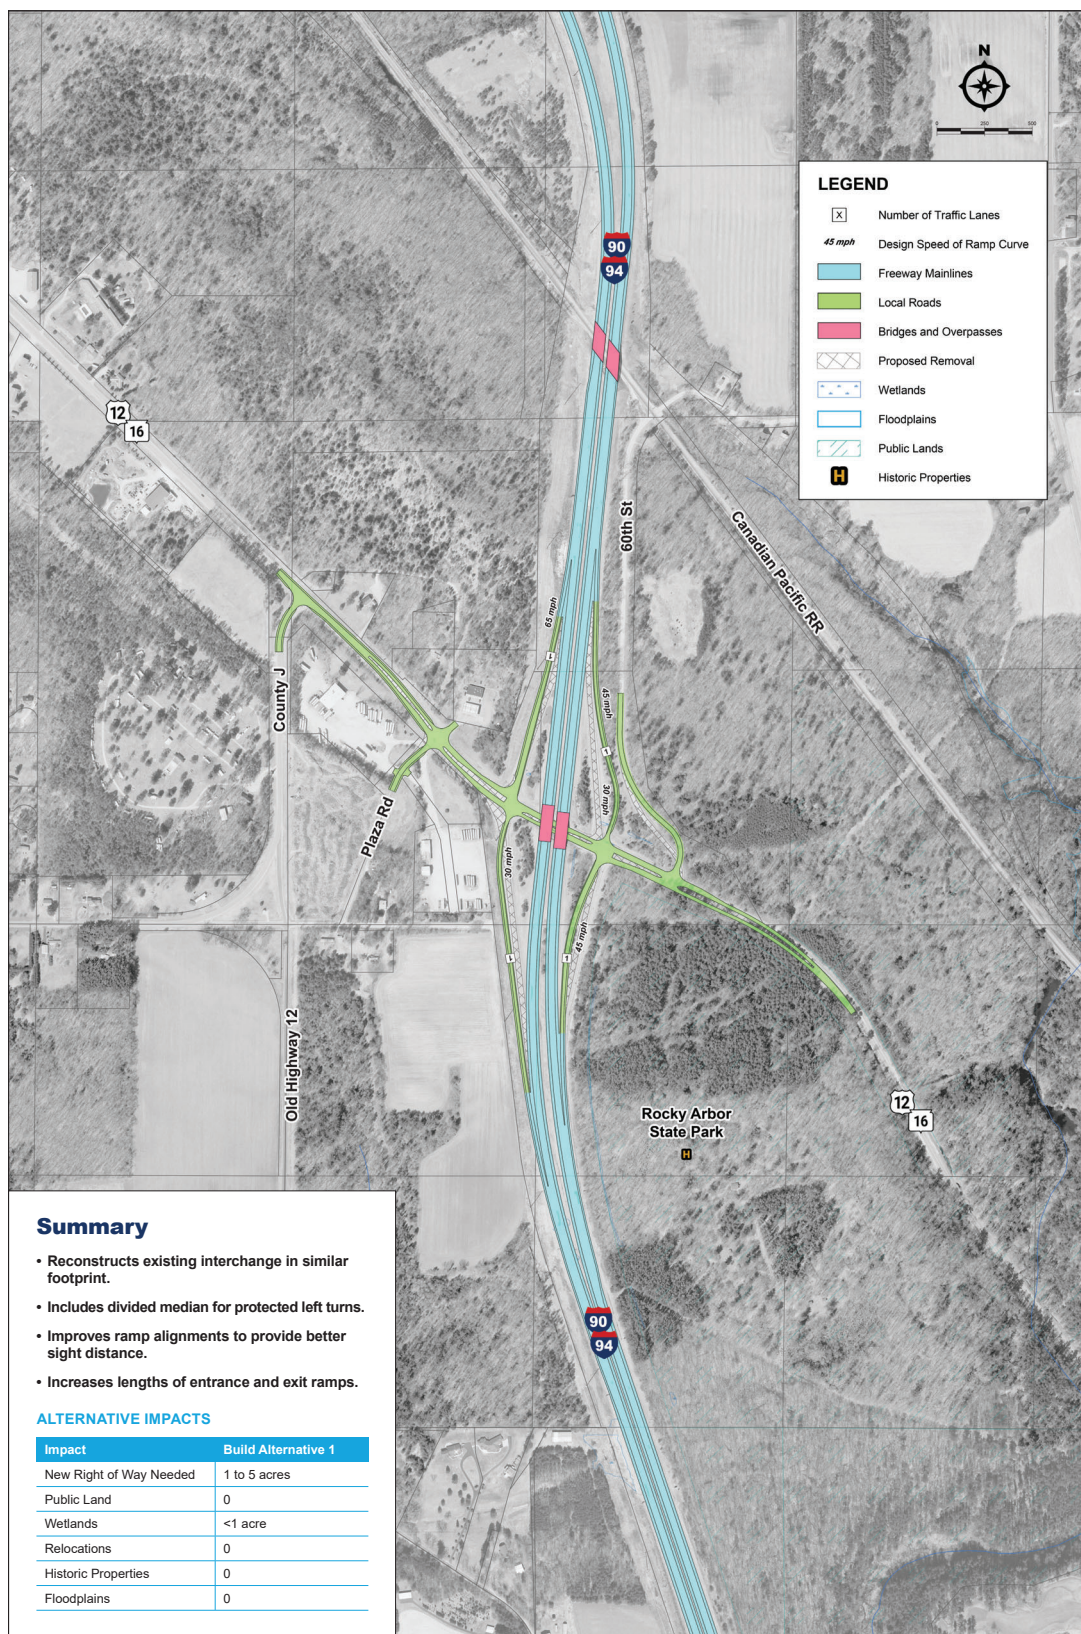 N
0 250 500
LEGEND
X Number of Traffic Lanes
45 mph Design Speed of Ramp Curve
Freeway Mainlines
Local Roads
Bridges and Overpasses
Proposed Removal
Wetlands
Floodplains
Public Lands
H Historic Properties
90
94
12
16
60th St
Canadian Pacific RR
65 mph
1
County J
45 mph
1
30 mph
Plaza Rd
30 mph
45 mph
1
1
Old Highway 12
Rocky Arbor
State Park
H
12
16
90
94
Summary
• Reconstructs existing interchange in similar
footprint.
• Includes divided median for protected left turns.
• Improves ramp alignments to provide better
sight distance.
• Increases lengths of entrance and exit ramps.
ALTERNATIVE IMPACTS
Impact Build Alternative 1
New Right of Way Needed 1 to 5 acres
Public Land 0
Wetlands <1 acre
Relocations 0
Historic Properties 0
Floodplains 0